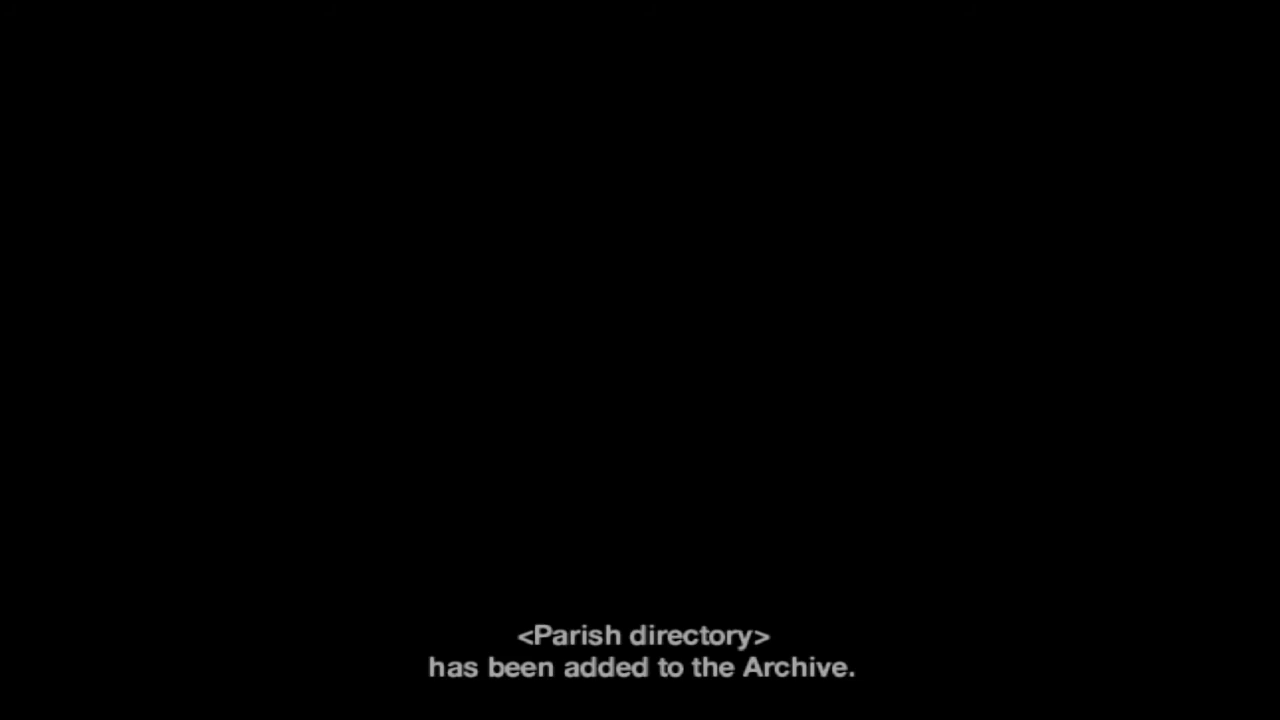 <Parish directory>
has been added to the Archive.